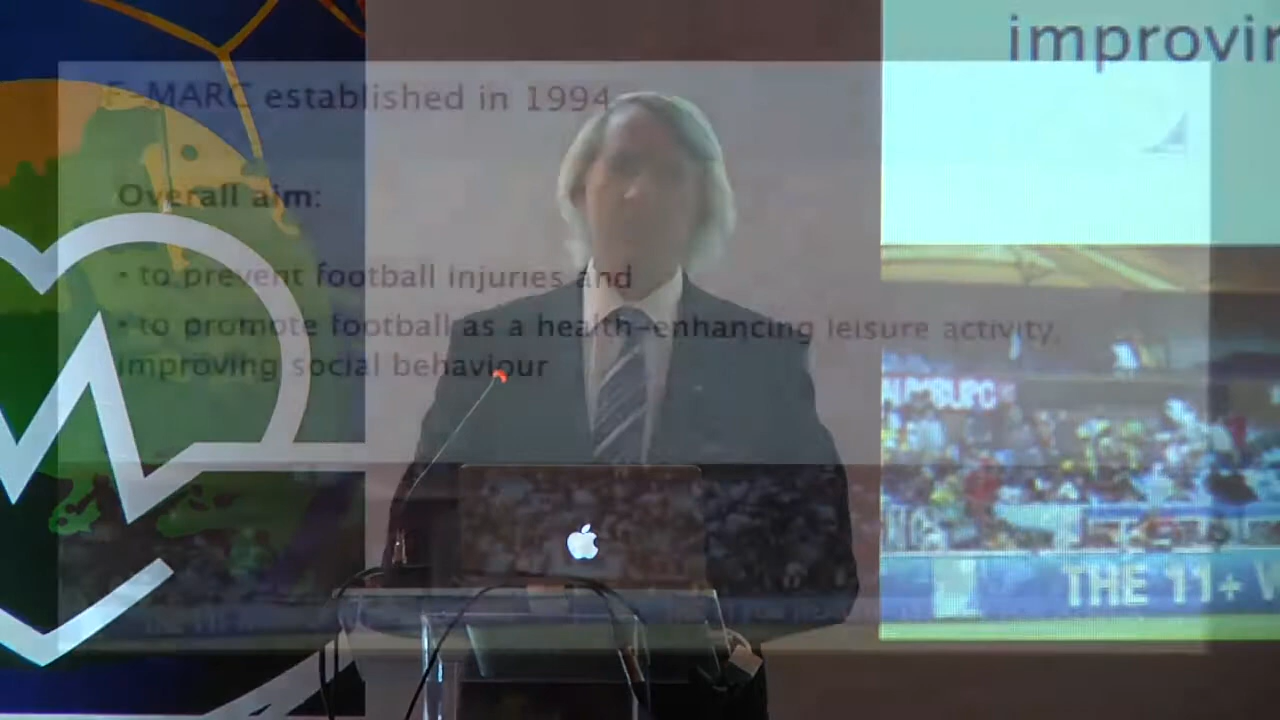 improvin
F-MARC established in 1994
Overall aim:
• to prevent football injuries and
• to promote football as a health-enhancing leisure activity,
improving social behaviour
THE 11+ W